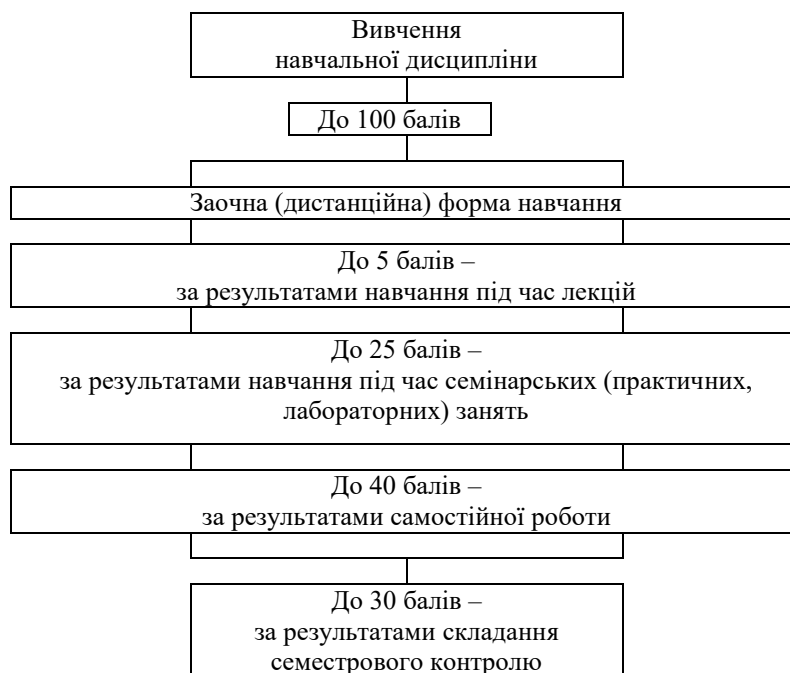 Вивчення
навчальної дисципліни
До 100 балів
Заочна (дистанційна) форма навчання
До 5 балів –
за результатами навчання під час лекцій
До 25 балів –
за результатами навчання під час семінарських (практичних,
лабораторних) занять
До 40 балів –
за результатами самостійної роботи
До 30 балів –
за результатами складання
семестрового контролю